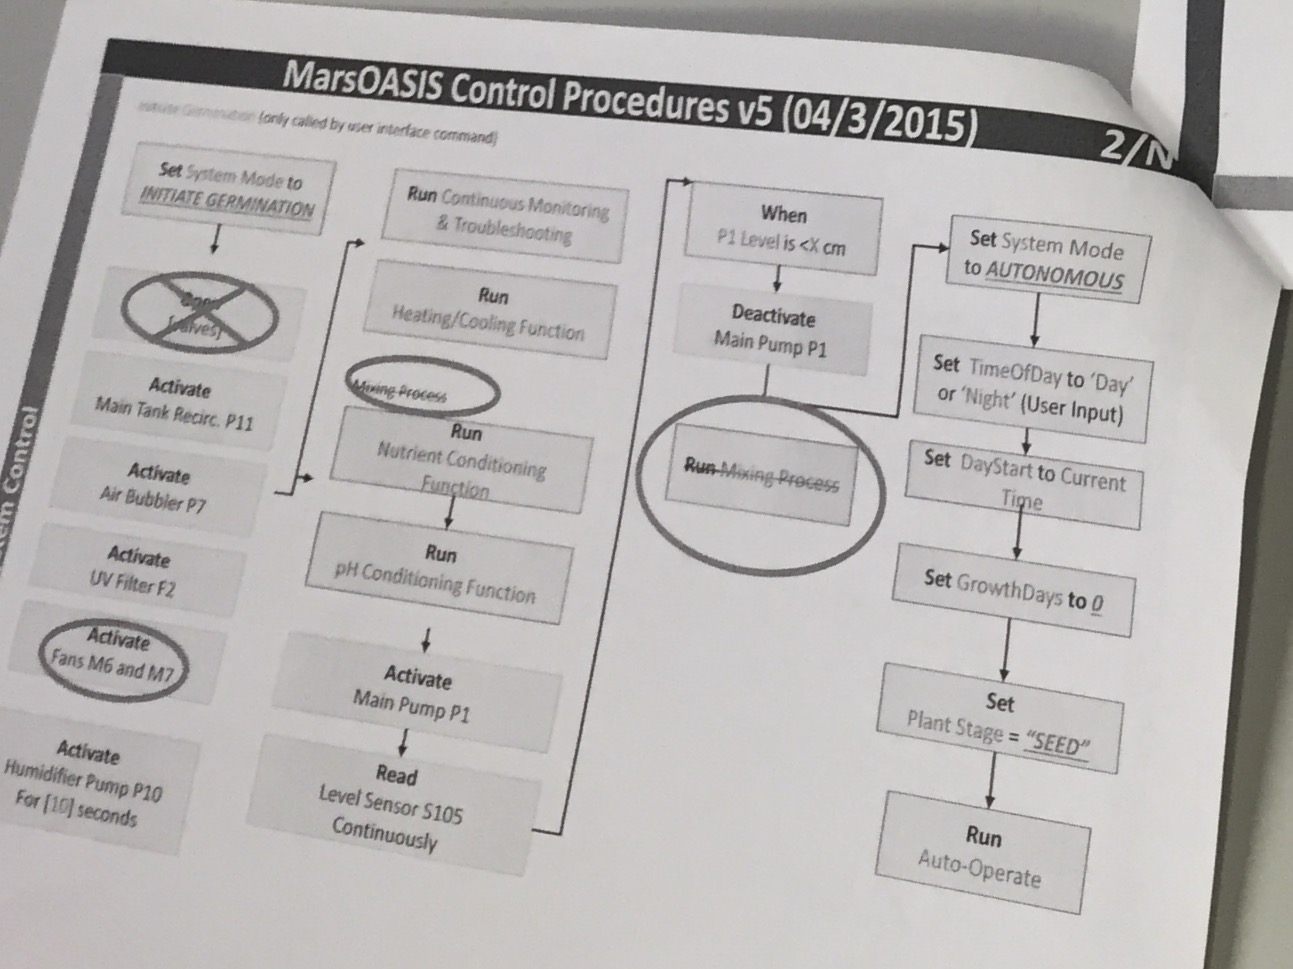 MarsOASIS Control Procedures v5 (04/3/2015)
2/N
Initiate Germination (only called by user interface command)
Set System Mode to
INITIATE GERMINATION
Open
[valves]
Activate
Main Tank Recirc. P11
Activate
Air Bubbler P7
Activate
UV Filter F2
Activate
Fans M6 and M7
Activate
Humidifier Pump P10
For [10] seconds
Run Continuous Monitoring
& Troubleshooting
Run
Heating/Cooling Function
Mixing Process
Run
Nutrient Conditioning
Function
Run
pH Conditioning Function
Activate
Main Pump P1
Read
Level Sensor S105
Continuously
When
P1 Level is <X cm
Deactivate
Main Pump P1
Run Mixing Process
Set System Mode
to AUTONOMOUS
Set TimeOfDay to ‘Day’
or ‘Night’ (User Input)
Set DayStart to Current
Time
Set GrowthDays to 0
Set
Plant Stage = “SEED”
Run
Auto-Operate
Control